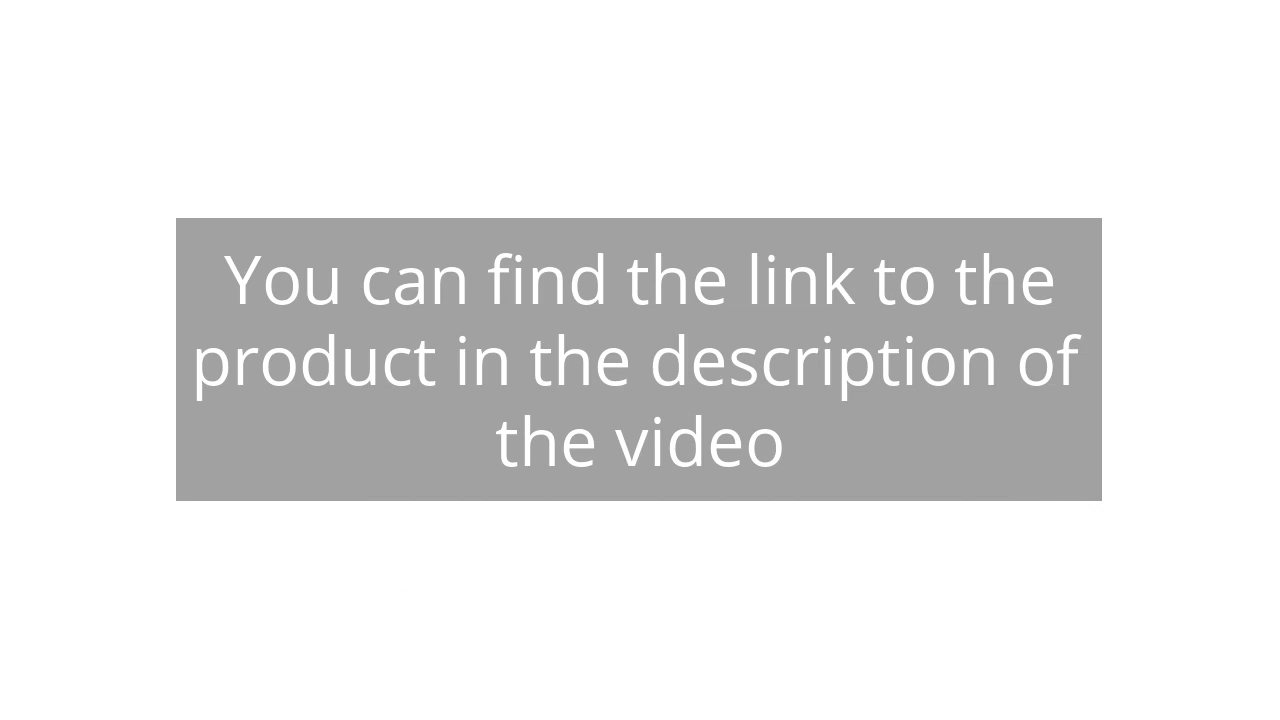 You can find the link to the
product in the description of
the video